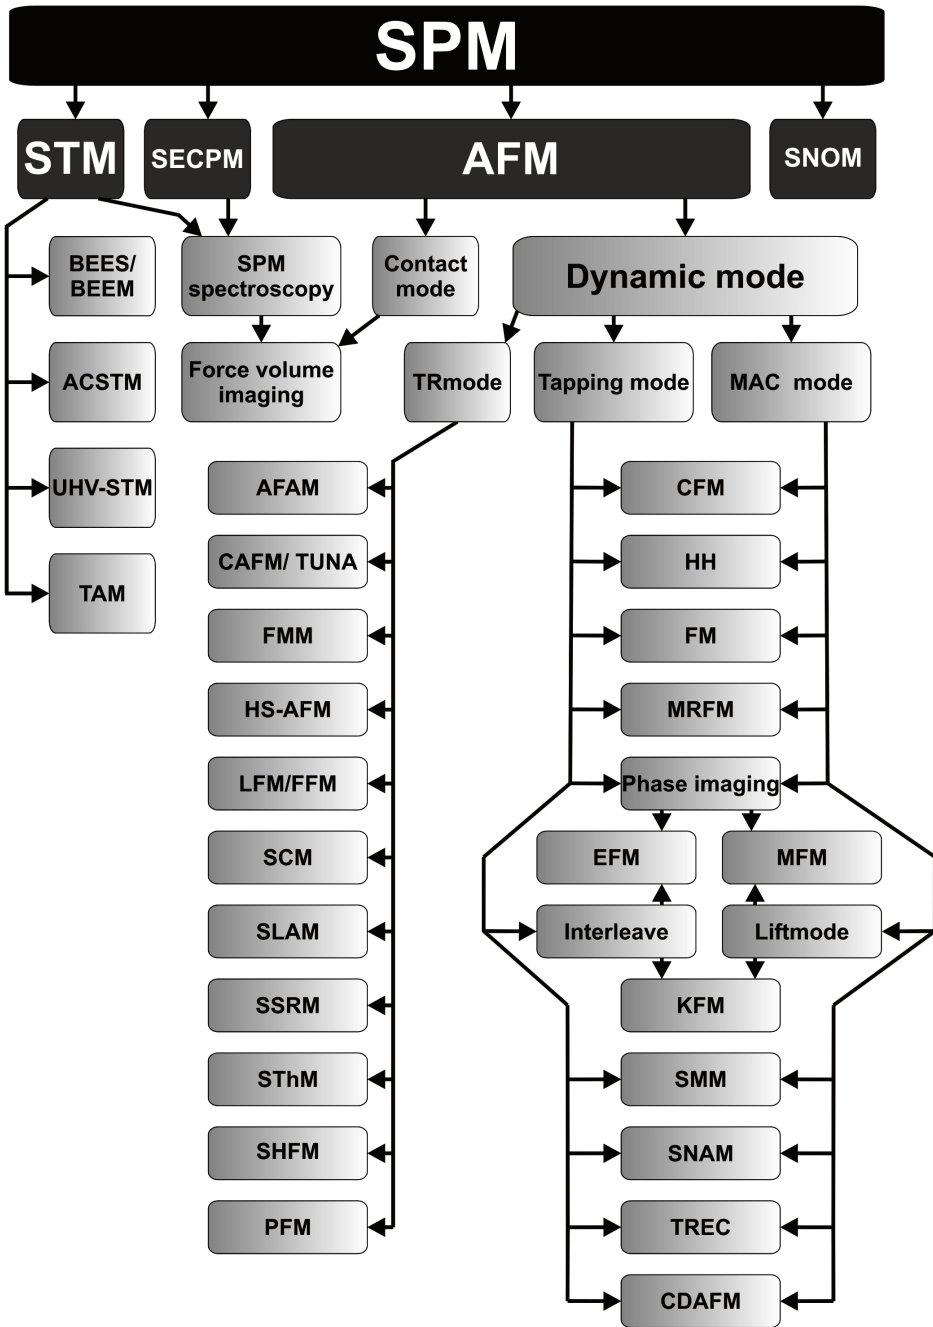 SPM
STM
SECPM
AFM
SNOM
BEES/
BEEM
SPM
spectroscopy
Contact
mode
Dynamic mode
ACSTM
Force volume
imaging
TRmode
Tapping mode
MAC mode
UHV-STM
TAM
AFAM
CAFM/ TUNA
FMM
HS-AFM
LFM/FFM
SCM
SLAM
SSRM
SThM
SHFM
PFM
CFM
HH
FM
MRFM
Phase imaging
EFM
MFM
Interleave
Liftmode
KFM
SMM
SNAM
TREC
CDAFM